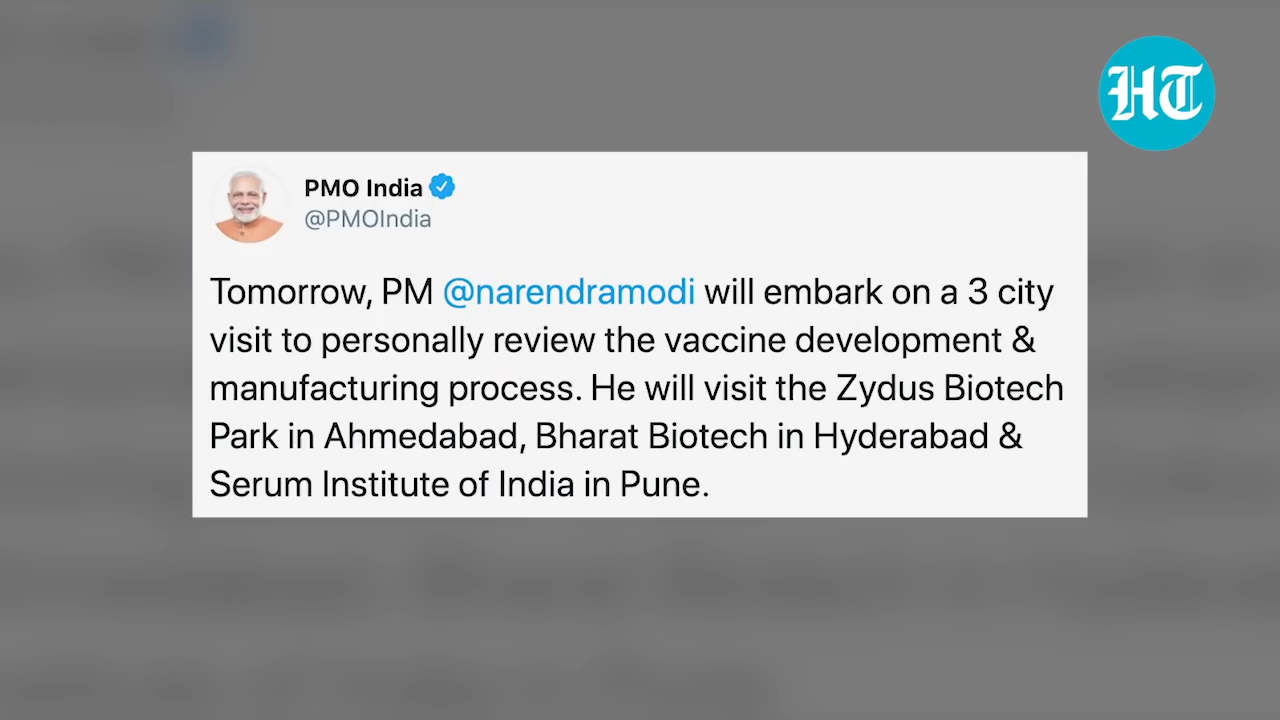 HT
PMO India
@PMOIndia
Tomorrow, PM @narendramodi will embark on a 3 city
visit to personally review the vaccine development &
manufacturing process. He will visit the Zydus Biotech
Park in Ahmedabad, Bharat Biotech in Hyderabad &
Serum Institute of India in Pune.